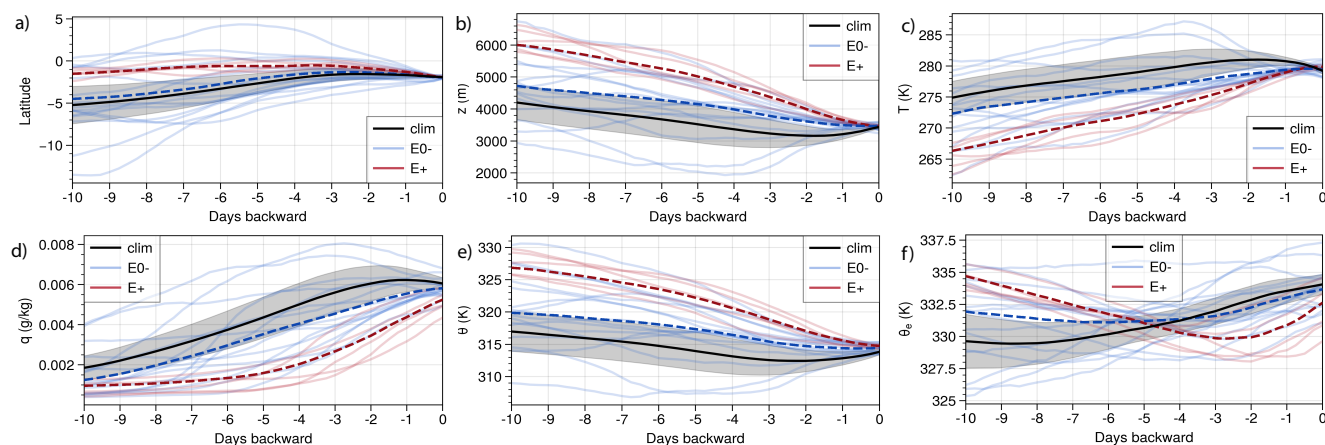 a)
5
0
−5
−10
Latitude
clim
E0-
E+
-10 -9 -8 -7 -6 -5 -4 -3 -2 -1 0
Days backward
b)
6000
5000
4000
3000
2000
z (m)
clim
E0-
E+
-10 -9 -8 -7 -6 -5 -4 -3 -2 -1 0
Days backward
c)
285
280
275
270
265
T (K)
clim
E0-
E+
-10 -9 -8 -7 -6 -5 -4 -3 -2 -1 0
Days backward
d)
0.008
0.006
0.004
0.002
q (g/kg)
clim
E0-
E+
-10 -9 -8 -7 -6 -5 -4 -3 -2 -1 0
Days backward
e)
330
325
320
315
310
θ (K)
clim
E0-
E+
-10 -9 -8 -7 -6 -5 -4 -3 -2 -1 0
Days backward
f)
337.5
335
332.5
330
327.5
325
θe (K)
clim
E0-
E+
-10 -9 -8 -7 -6 -5 -4 -3 -2 -1 0
Days backward